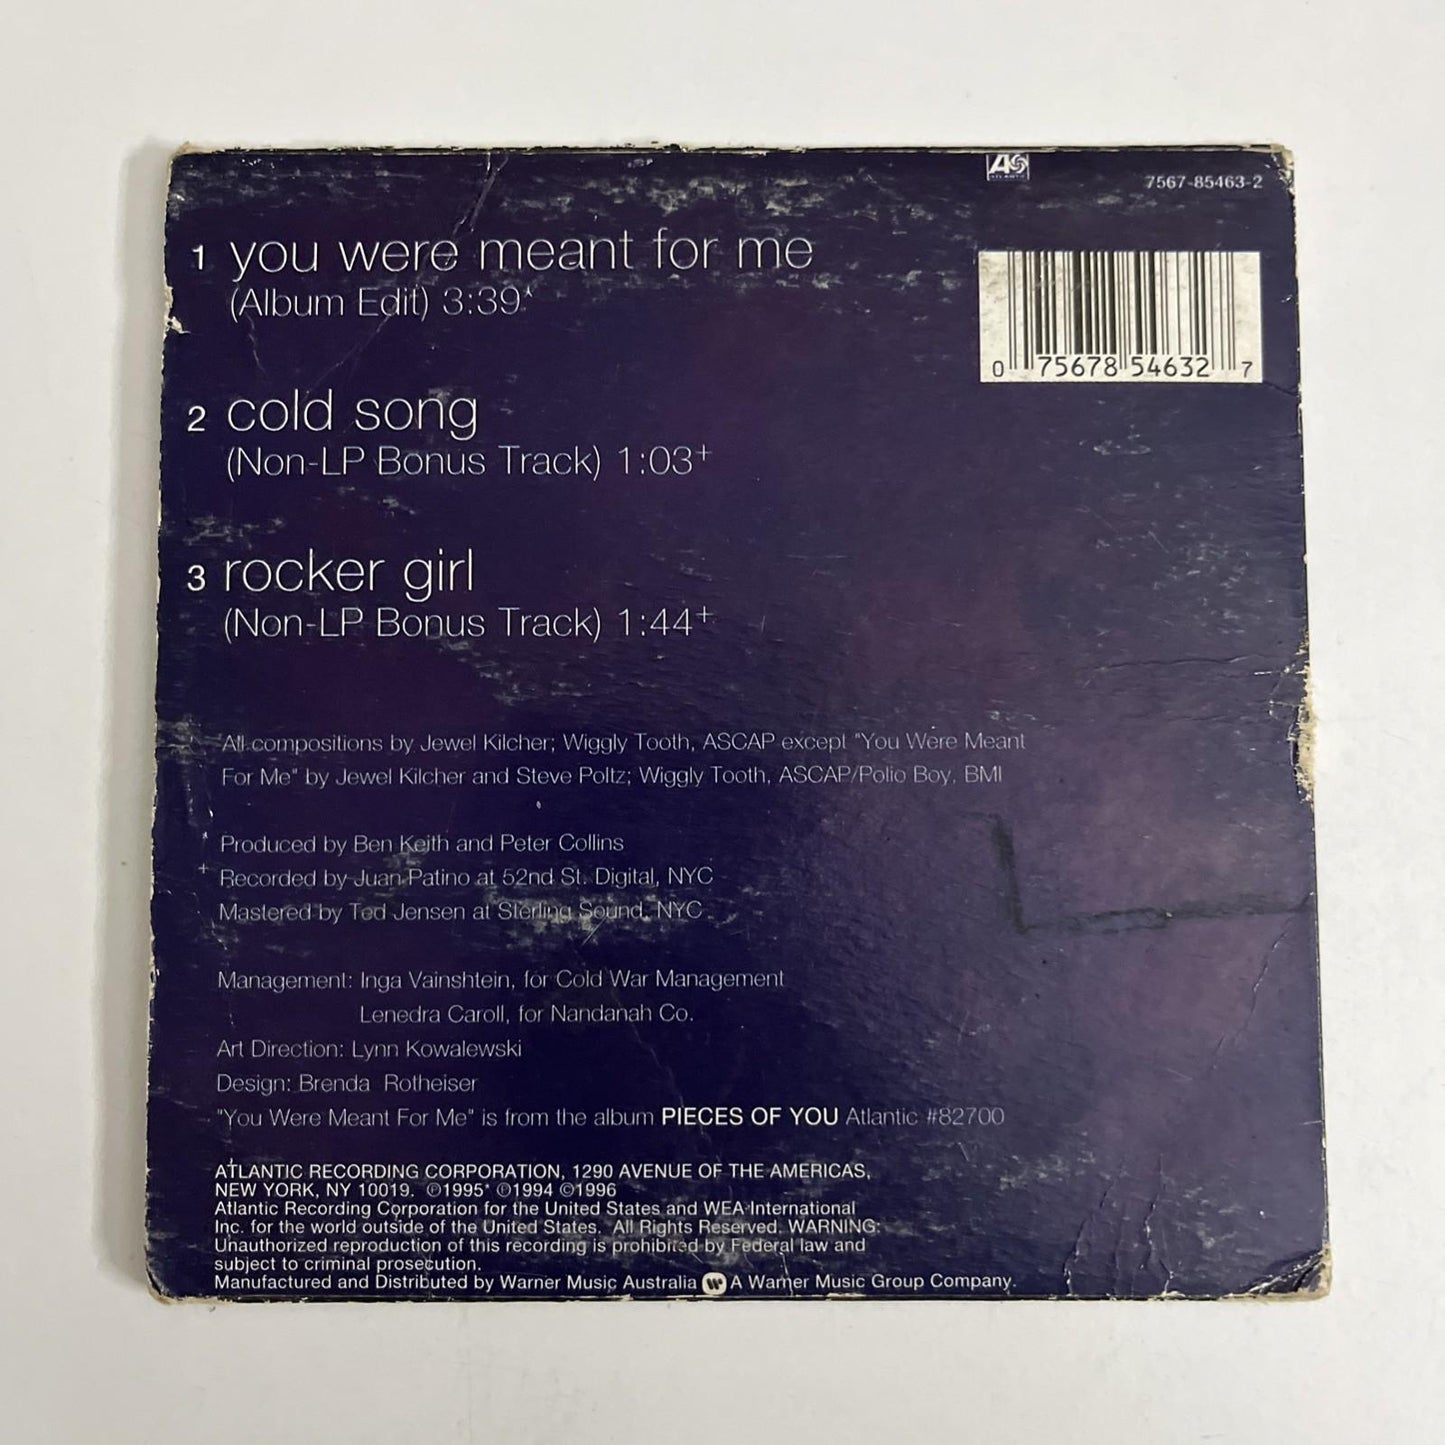 ATLANTIC
7567-85463-2
1 you were meant for me
(Album Edit) 3:39*
0 75678 54632 7
2 cold song
(Non-LP Bonus Track) 1:03+
3 rocker girl
(Non-LP Bonus Track) 1:44+
All compositions by Jewel Kilcher; Wiggly Tooth, ASCAP except "You Were Meant
For Me" by Jewel Kilcher and Steve Poltz; Wiggly Tooth, ASCAP/Polio Boy, BMI
* Produced by Ben Keith and Peter Collins
+ Recorded by Juan Patino at 52nd St. Digital, NYC
Mastered by Ted Jensen at Sterling Sound, NYC
Management: Inga Vainshtein, for Cold War Management
Lenedra Caroll, for Nandanah Co.
Art Direction: Lynn Kowalewski
Design: Brenda Rotheiser
"You Were Meant For Me" is from the album PIECES OF YOU Atlantic #82700
ATLANTIC RECORDING CORPORATION, 1290 AVENUE OF THE AMERICAS,
NEW YORK, NY 10019. ℗1995* ℗1994 ©1996
Atlantic Recording Corporation for the United States and WEA International
Inc. for the world outside of the United States. All Rights Reserved. WARNING:
Unauthorized reproduction of this recording is prohibited by Federal law and
subject to criminal prosecution.
Manufactured and Distributed by Warner Music Australia A Warner Music Group Company.